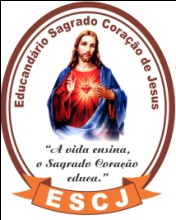 Educandário Sagrado Coração de Jesus
"A vida ensina,
o Sagrado Coração
educa."
ESCJ